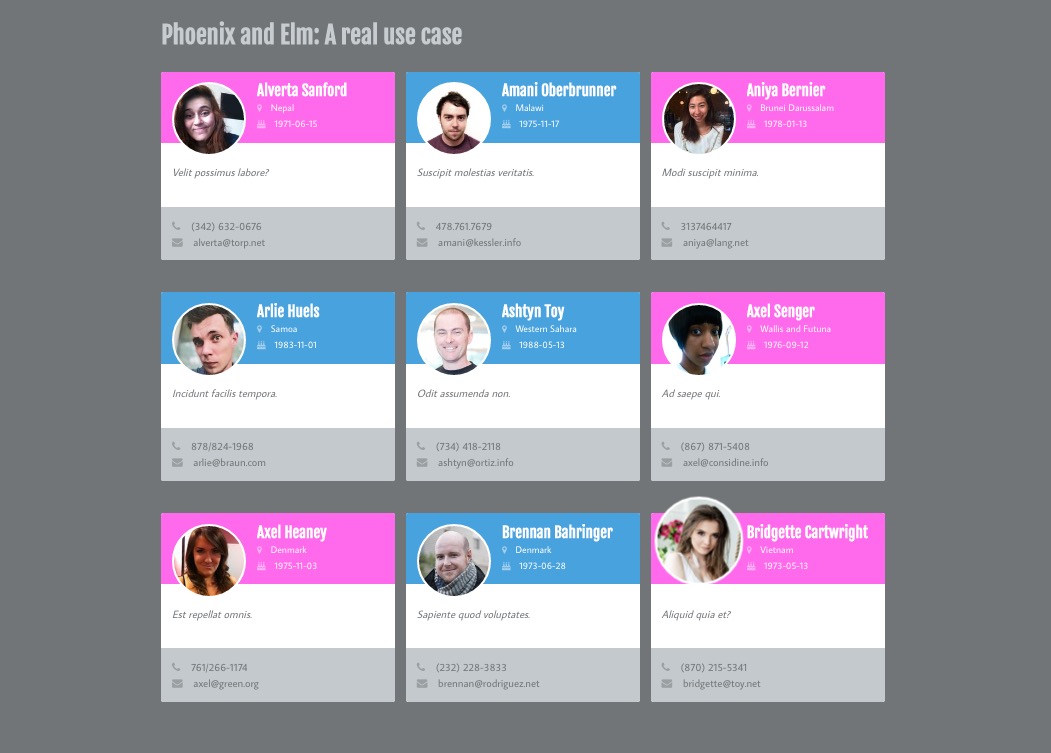 Phoenix and Elm: A real use case
Alverta Sanford
Nepal
1971-06-15
Velit possimus labore?
(342) 632-0676
alverta@torp.net
Amani Oberbrunner
Malawi
1975-11-17
Suscipit molestias veritatis.
478.761.7679
amani@kessler.info
Aniya Bernier
Brunei Darussalam
1978-01-13
Modi suscipit minima.
3137464417
aniya@lang.net
Arlie Huels
Samoa
1983-11-01
Incidunt facilis tempora.
878/824-1968
arlie@braun.com
Ashtyn Toy
Western Sahara
1988-05-13
Odit assumenda non.
(734) 418-2118
ashtyn@ortiz.info
Axel Senger
Wallis and Futuna
1976-09-12
Ad saepe qui.
(867) 871-5408
axel@considine.info
Axel Heaney
Denmark
1975-11-03
Est repellat omnis.
761/266-1174
axel@green.org
Brennan Bahringer
Denmark
1973-06-28
Sapiente quod voluptates.
(232) 228-3833
brennan@rodriguez.net
Bridgette Cartwright
Vietnam
1973-05-13
Aliquid quia et?
(870) 215-5341
bridgette@toy.net